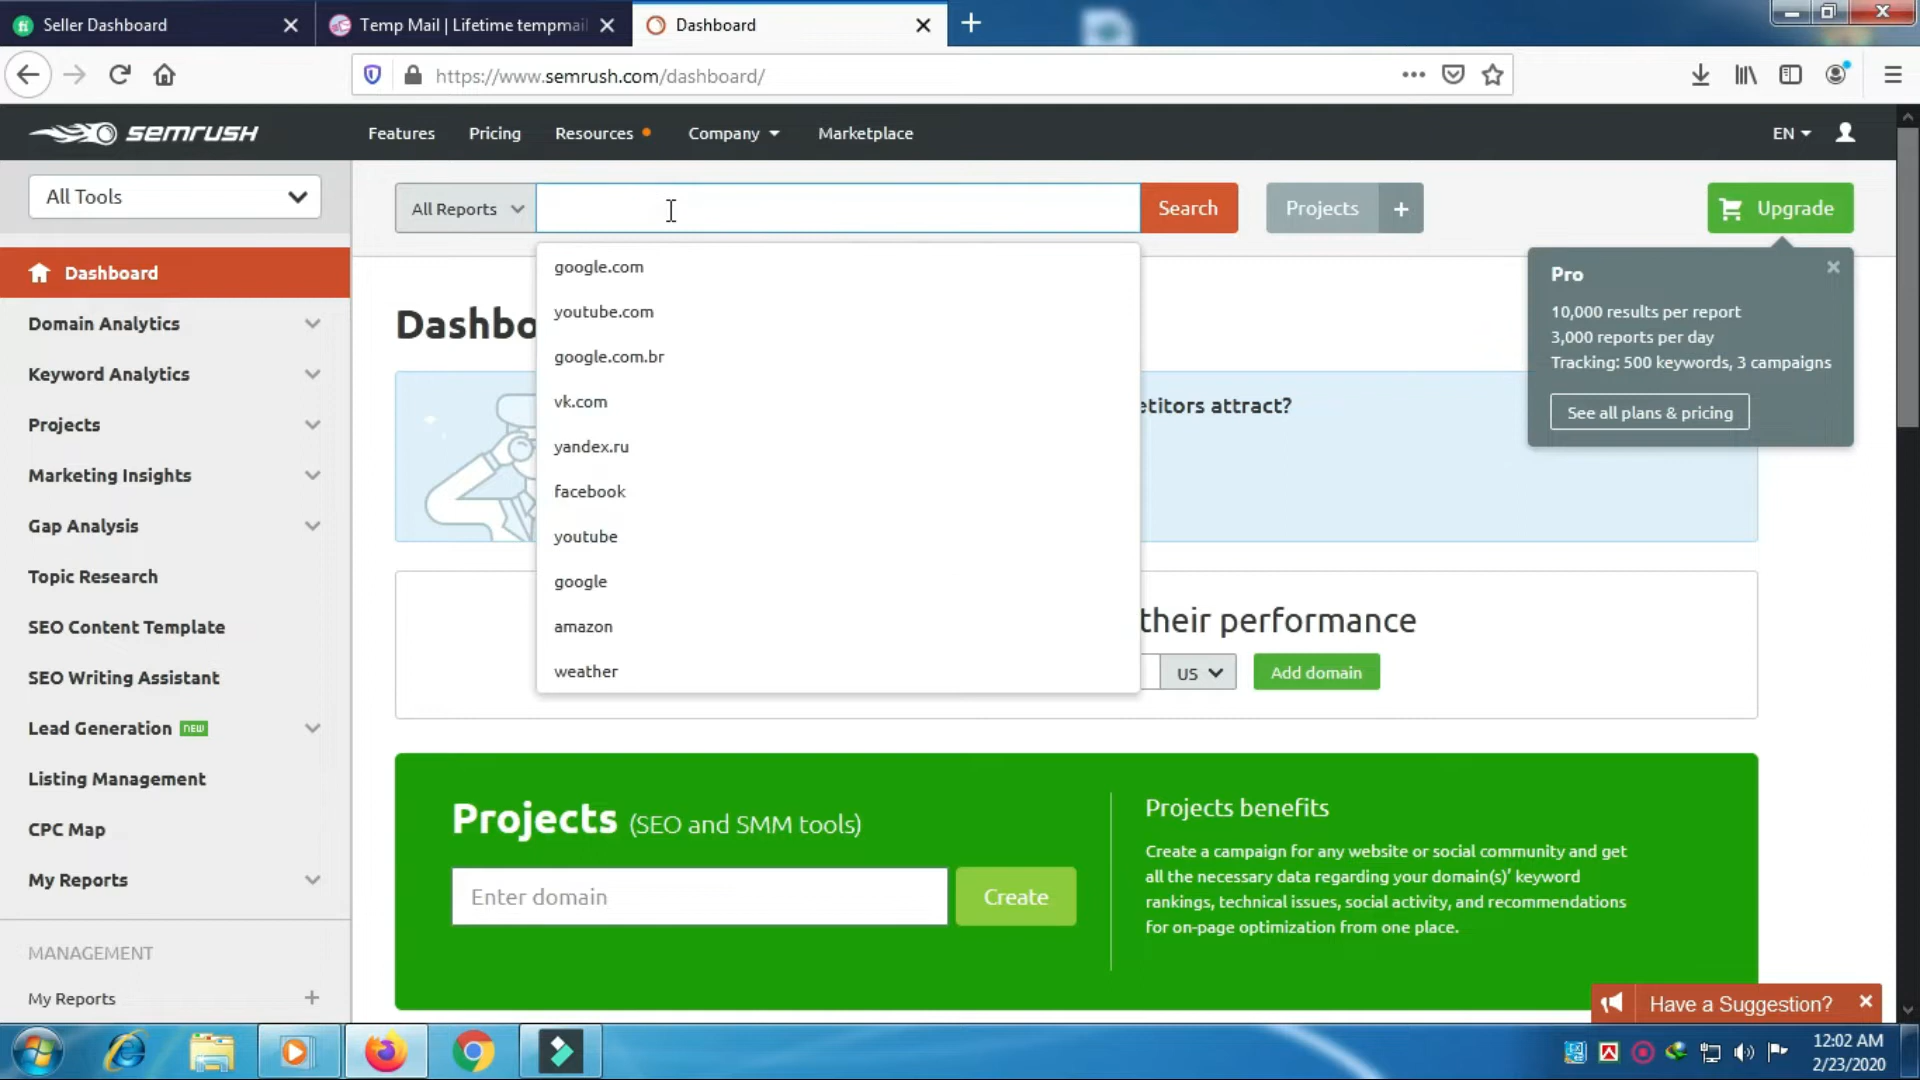 Seller Dashboard
Temp Mail | Lifetime tempmail
Dashboard
https://www.semrush.com/dashboard/
SEMRUSH
Features
Pricing
Resources
Company
Marketplace
EN
All Tools
All Reports
Search
Projects
+
Upgrade
Pro
10,000 results per report
3,000 reports per day
Tracking: 500 keywords, 3 campaigns
See all plans & pricing
Dashboard
Domain Analytics
Keyword Analytics
Projects
Marketing Insights
Gap Analysis
Topic Research
SEO Content Template
SEO Writing Assistant
Lead Generation NEW
Listing Management
CPC Map
My Reports
MANAGEMENT
My Reports +
google.com
youtube.com
google.com.br
vk.com
yandex.ru
facebook
youtube
google
amazon
weather
Dashbo
etitors attract?
their performance
US
Add domain
Projects (SEO and SMM tools)
Enter domain
Create
Projects benefits
Create a campaign for any website or social community and get
all the necessary data regarding your domain(s)’ keyword
rankings, technical issues, social activity, and recommendations
for on-page optimization from one place.
Have a Suggestion?
12:02 AM
2/23/2020